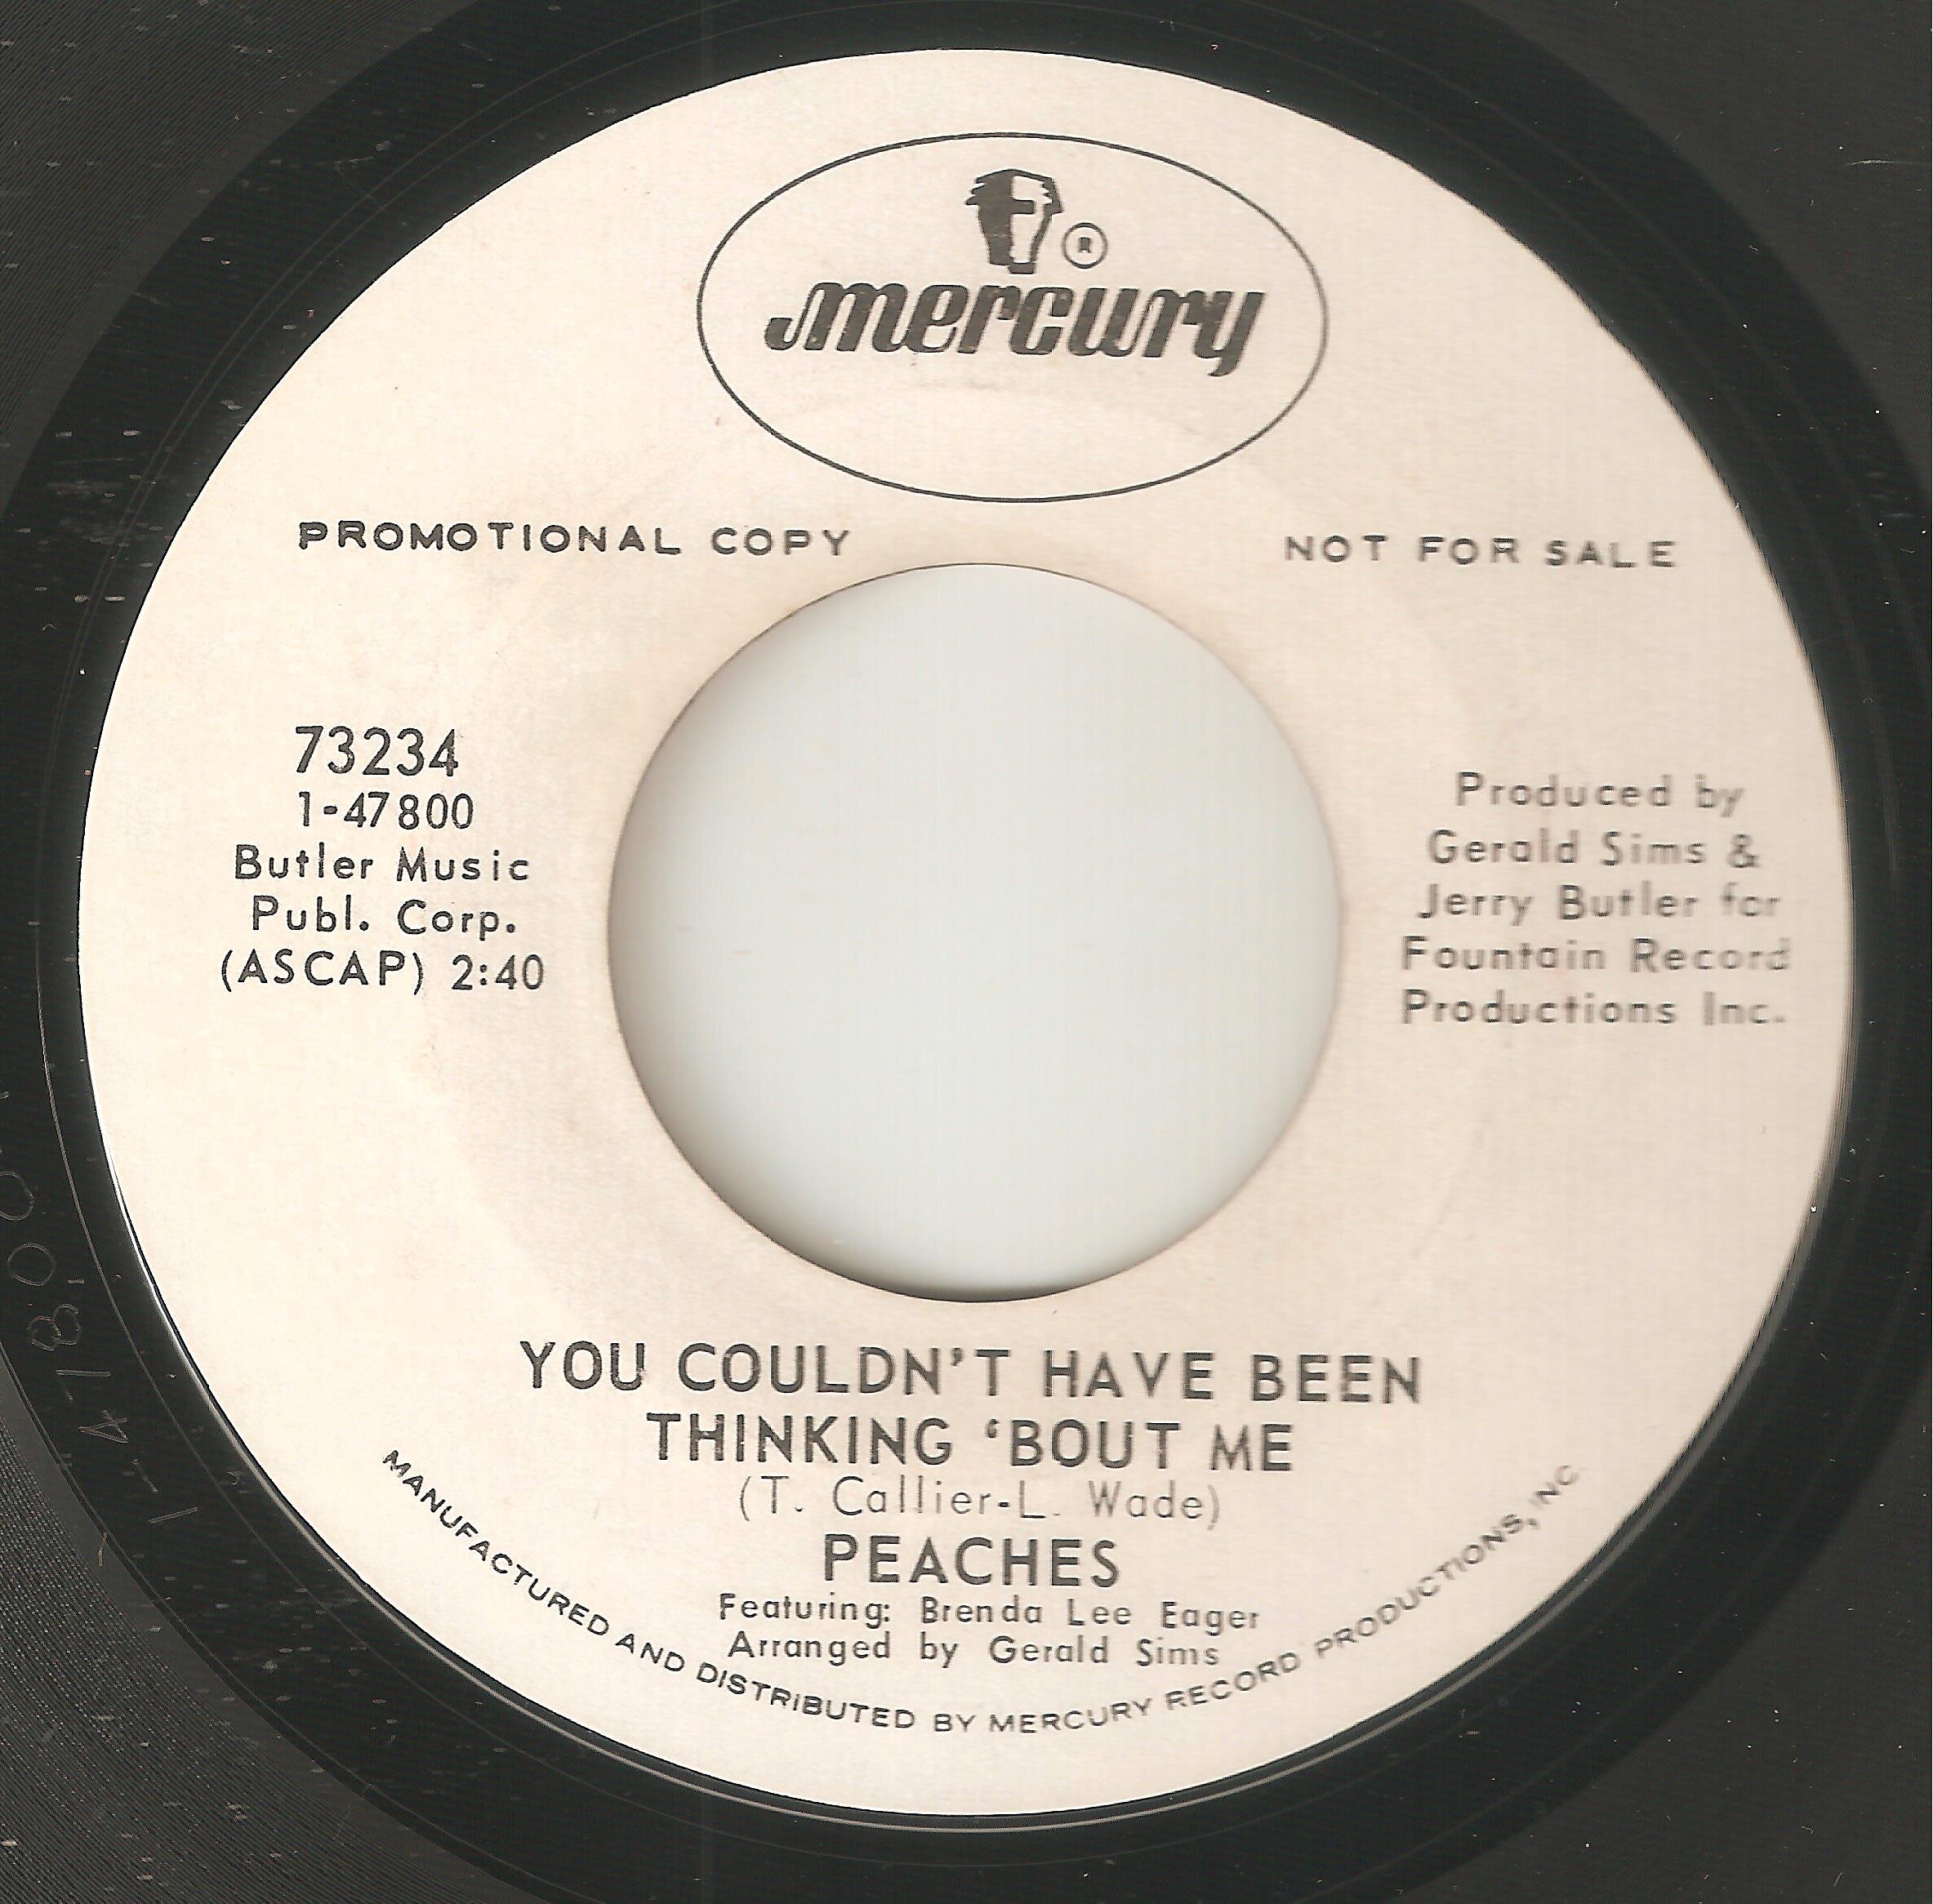 ®
mercury
PROMOTIONAL COPY
NOT FOR SALE
73234
1-47800
Butler Music
Publ. Corp.
(ASCAP) 2:40
Produced by
Gerald Sims &
Jerry Butler for
Fountain Record
Productions Inc.
YOU COULDN'T HAVE BEEN
THINKING 'BOUT ME
(T. Callier-L. Wade)
PEACHES
Featuring: Brenda Lee Eager
Arranged by Gerald Sims
MANUFACTURED AND DISTRIBUTED BY MERCURY RECORD PRODUCTIONS, INC.